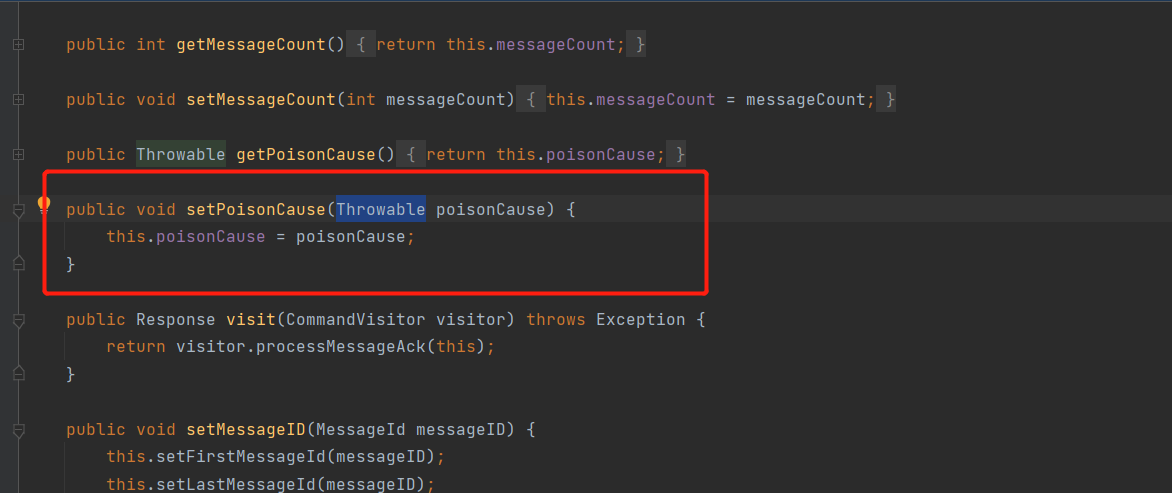 public int getMessageCount() { return this.messageCount; }
public void setMessageCount(int messageCount) { this.messageCount = messageCount; }
public Throwable getPoisonCause() { return this.poisonCause; }
public void setPoisonCause(Throwable poisonCause) {
this.poisonCause = poisonCause;
}
public Response visit(CommandVisitor visitor) throws Exception {
return visitor.processMessageAck(this);
}
public void setMessageID(MessageId messageID) {
this.setFirstMessageId(messageID);
this.setLastMessageId(messageID);